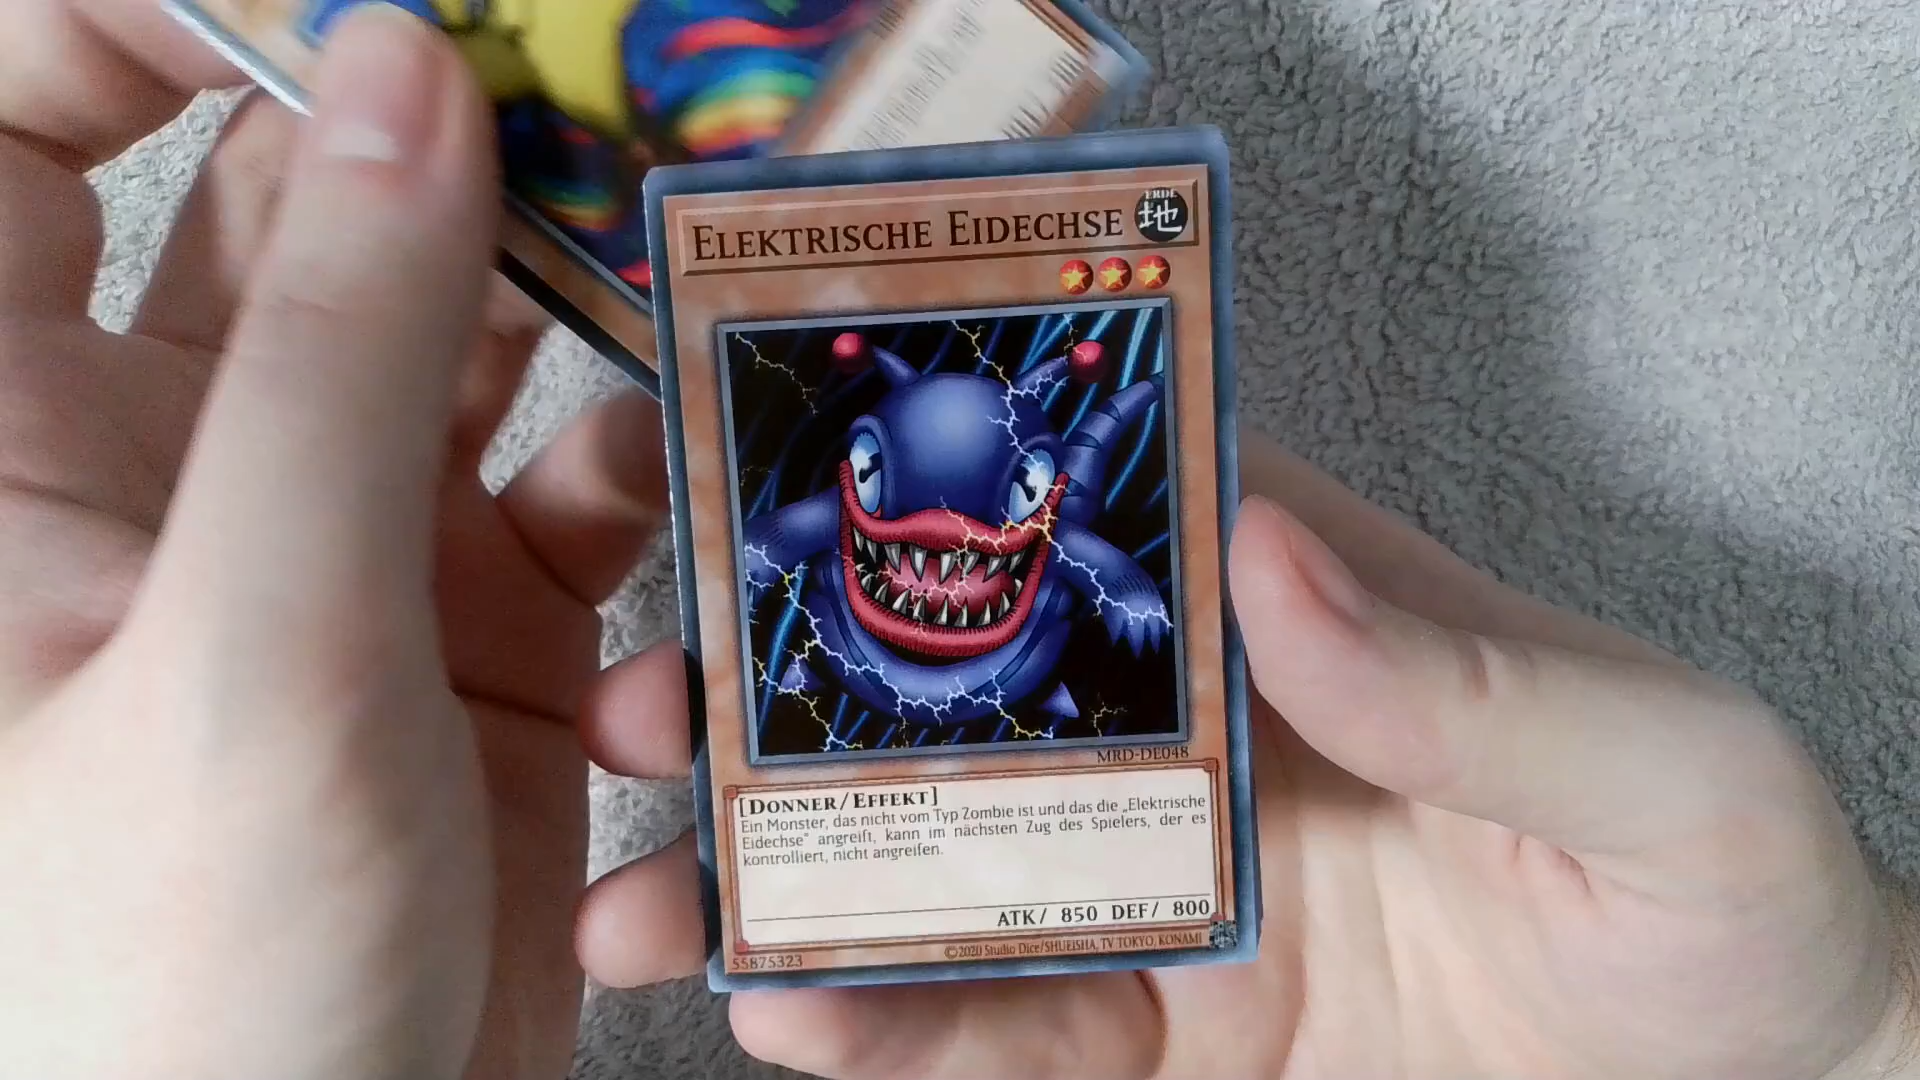 ELEKTRISCHE EIDECHSE
ERDE
地
MRD-DE048
[DONNER/EFFEKT]
Ein Monster, das nicht vom Typ Zombie ist und das die „Elektrische
Eidechse“ angreift, kann im nächsten Zug des Spielers, der es
kontrolliert, nicht angreifen.
ATK/ 850 DEF/ 800
55875323
©2020 Studio Dice/SHUEISHA, TV TOKYO, KONAMI